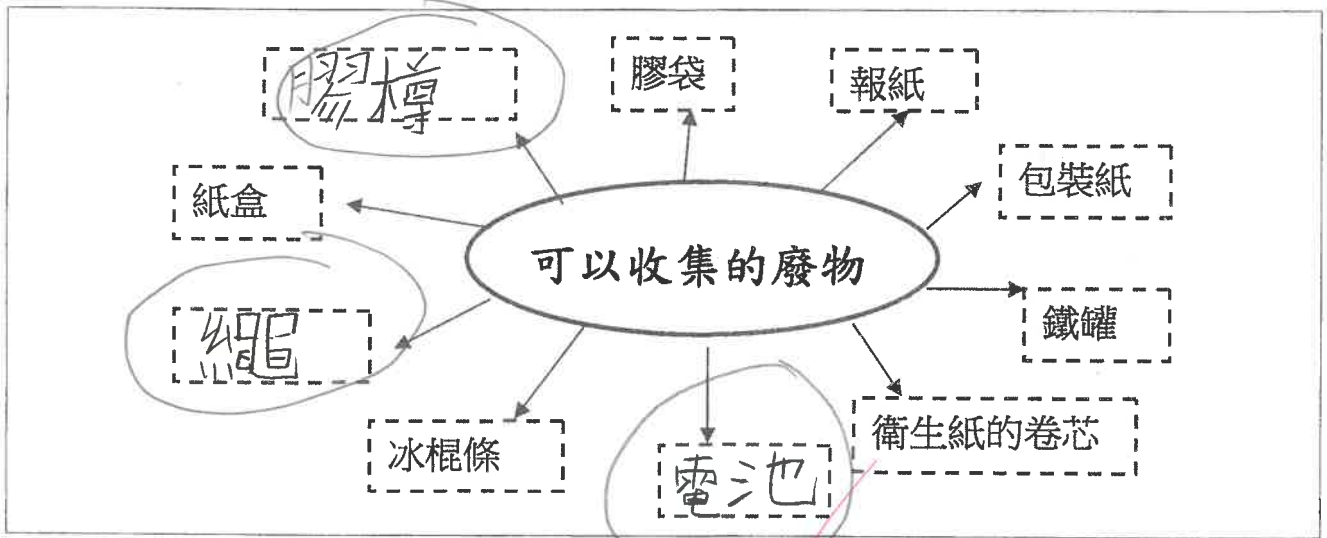 膠樽
膠袋
報紙
包裝紙
紙盒
可以收集的廢物
繩
鐵罐
冰棍條
電池
衛生紙的卷芯